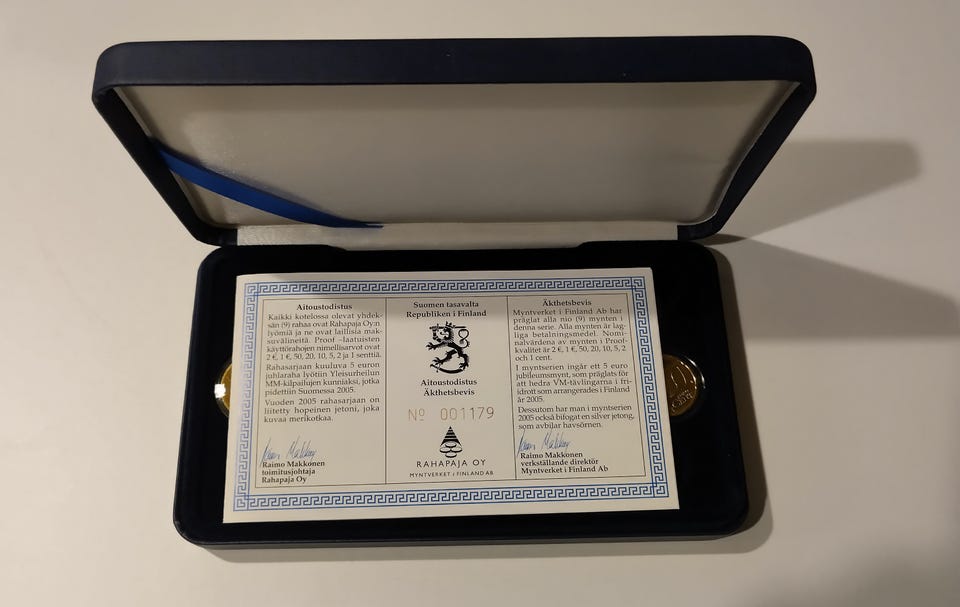 Aitoustodistus
Kaikki kotelossa olevat yhdek-
sän (9) rahaa ovat Rahapaja Oy:n
lyömiä ja ne ovat laillisia mak-
suvälineitä. Proof -laatuisten
käyttörahojen nimellisarvot ovat
2 €, 1 €, 50, 20, 10, 5, 2 ja 1 senttiä.
Rahasarjaan kuuluva 5 euron
juhlaraha lyötiin Yleisurheilun
MM-kilpailujen kunniaksi, jotka
pidettiin Suomessa 2005.
Vuoden 2005 rahasarjaan on
liitetty hopeinen jetoni, joka
kuvaa merikotkaa.
Raimo Makkonen
toimitusjohtaja
Rahapaja Oy
Suomen tasavalta
Republiken i Finland
Aitoustodistus
Äkthetsbevis
Nº 001179
RAHAPAJA OY
MYNTVERKET I FINLAND AB
Äkthetsbevis
Myntverket i Finland Ab har
präglat alla nio (9) mynten i
denna serie. Alla mynten är lag-
liga betalningsmedel. Nomi-
nalvärdena av mynten i Proof-
kvalitet är 2 €, 1 €, 50, 20, 10, 5, 2
och 1 cent.
I myntserien ingår ett 5 euro
jubileumsmynt, som präglats för
att hedra VM-tävlingarna i fri-
idrott som arrangerades i Finland
år 2005.
Dessutom har man i myntserien
2005 också bifogat en silver jetong,
som avbilar havsörnen.
Raimo Makkonen
verkställande direktör
Myntverket i Finland Ab